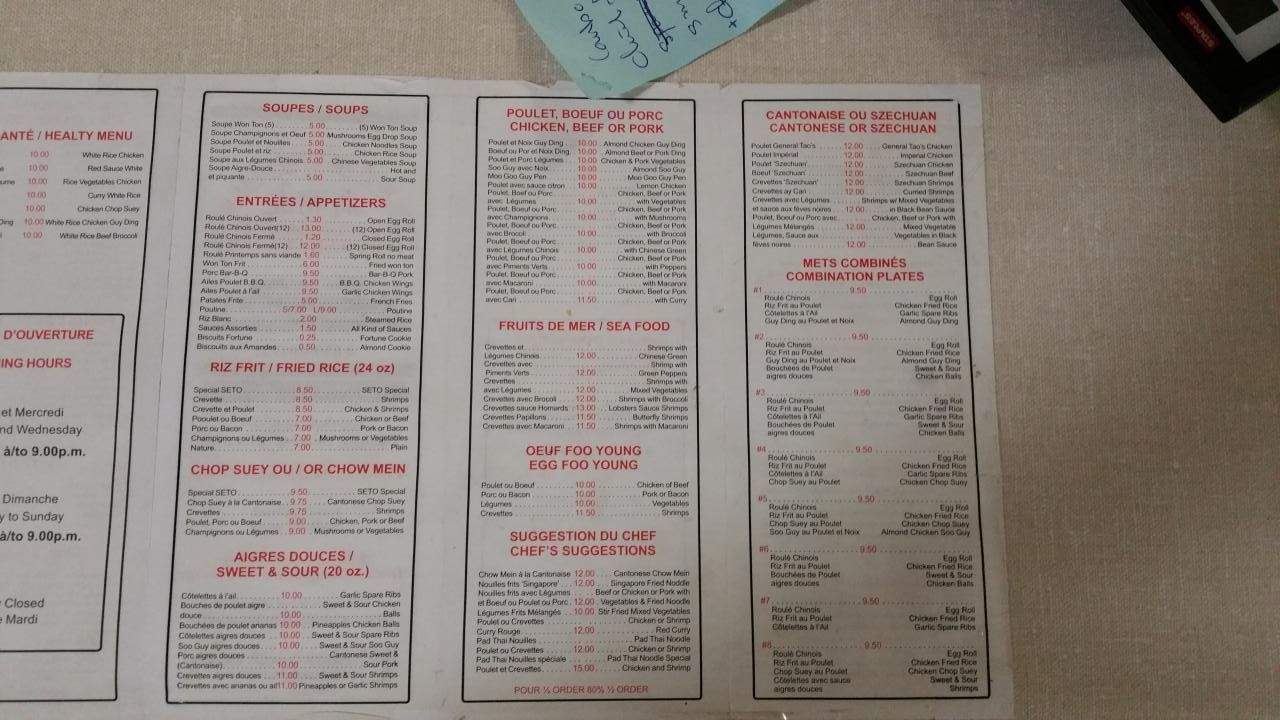 ANTÉ / HEALTY MENU
10.00 White Rice Chicken
10.00 Red Sauce White
ume 10.00 Rice Vegetables Chicken
10.00 Curry White Rice
10.00 Chicken Chop Suey
Ding 10.00 White Rice Chicken Guy Ding
10.00 White Rice Beef Broccoli
D'OUVERTURE
ING HOURS
et Mercredi
nd Wednesday
à/to 9.00p.m.
Dimanche
y to Sunday
à/to 9.00p.m.
Closed
e Mardi
SOUPES / SOUPS
Soupe Won Ton (5) 5.00 (5) Won Ton Soup
Soupe Champignons et Oeuf 5.00 Mushrooms Egg Drop Soup
Soupe Poulet et Nouilles 5.00 Chicken Noodles Soup
Soupe Poulet et riz 5.00 Chicken Rice Soup
Soupe aux Légumes Chinois 5.00 Chinese Vegetables Soup
Soupe Aigre-Douce Hot and
et piquante 5.00 Sour Soup
ENTRÉES / APPETIZERS
Roulé Chinois Ouvert 1.30 Open Egg Roll
Roulé Chinois Ouvert(12) 13.00 (12) Open Egg Roll
Roulé Chinois Fermé 1.20 Closed Egg Roll
Roulé Chinois Fermé(12) 12.00 (12) Closed Egg Roll
Roulé Printemps sans viande 1.60 Spring Roll no meat
Won Ton Frit 6.00 Fried won ton
Porc Bar-B-Q 9.50 Bar-B-Q Pork
Ailes Poulet B.B.Q. 9.50 B.B.Q. Chicken Wings
Ailes Poulet à l'ail 9.50 Garlic Chicken Wings
Patates Frite 5.00 French Fries
Poutine S/7.00 L/9.00 Poutine
Riz Blanc 2.00 Steamed Rice
Sauces Assorties 1.50 All Kind of Sauces
Biscuits Fortune 0.25 Fortune Cookie
Biscouits aux Amandes 0.50 Almond Cookie
RIZ FRIT / FRIED RICE (24 oz)
Special SETO 8.50 SETO Special
Crevette 8.50 Shrimps
Crevette et Poulet 8.50 Chicken & Shrimps
Pooulet ou Boeuf 7.00 Chicken or Beef
Porc ou Bacon 7.00 Pork or Bacon
Champignons ou Légumes 7.00 Mushrooms or Vegetables
Nature 7.00 Plain
CHOP SUEY OU / OR CHOW MEIN
Special SETO 9.50 SETO Special
Chop Suey à la Cantonaise 9.75 Cantonese Chop Suey
Crevettes 9.75 Shrimps
Poulet, Porc ou Boeuf 9.00 Chicken, Pork or Beef
Champignons ou Légumes 9.00 Mushrooms or Vegetables
AIGRES DOUCES /
SWEET & SOUR (20 oz.)
Côtelettes à l'ail 10.00 Garlic Spare Ribs
Bouches de poulet aigre Sweet & Sour Chicken
douce 10.00 Balls
Bouchées de poulet ananas 10.00 Pineapples Chicken Balls
Côtelettes aigres douces 10.00 Sweet & Sour Spare Ribs
Soo Guy aigres douces 10.00 Sweet & Sour Soo Guy
Porc aigres douces Cantonese Sweet &
(Cantonaise) 10.00 Sour Pork
Crevettes aigres douces 11.00 Sweet & Sour Shrimps
Crevettes avec ananas ou ail 11.00 Pineapples or Garlic Shrimps
POULET, BOEUF OU PORC
CHICKEN, BEEF OR PORK
Poulet et Noix Guy Ding 10.00 Almond Chicken Guy Ding
Boeuf ou Por et Noix Ding 10.00 Almond Beef or Pork Ding
Poulet et Porc Légumes 10.00 Chicken & Pork Vegetables
Soo Guy avec Noix 10.00 Almond Soo Guy
Moo Goo Guy Pen 10.00 Moo Goo Guy Pen
Poulet avec sauce citron 10.00 Lemon Chicken
Poulet, Beef ou Porc Chicken, Beef or Pork
avec Légumes 10.00 with Vegetables
Poulet, Boeuf ou Porc Chicken, Beef or Pork
avec Champignons 10.00 with Mushrooms
Poulet, Boeuf ou Porc Chicken, Beef or Pork
avec Brocoli 10.00 with Broccoli
Poulet, Boeuf ou Porc Chicken, Beef or Pork
avec Légumes Chinois 10.00 with Chinese Green
Poulet, Boeuf ou Porc Chicken, Beef or Pork
avec Piments Verts 10.00 with Peppers
Poulet, Boeuf ou Porc Chicken, Beef or Pork
avec Macaroni 10.00 with Macaroni
Poulet, Boeuf ou Porc Chicken, Beef or Pork
avec Cari 11.50 with Curry
FRUITS DE MER / SEA FOOD
Crevettes et Shrimps with
Légumes Chinois 12.00 Chinese Green
Crevettes avec Shrimp with
Piments Verts 12.00 Green Peppers
Crevettes Shrimps with
avec Légumes 12.00 Mixed Vegetables
Crevettes avec Brocoli 12.00 Shrimps with Broccoli
Crevettes sauce Homards 13.00 Lobsters Sauce Shrimps
Crevettes Papillons 11.50 Butterfly Shrimps
Crevettes avec Macaroni 11.50 Shrimps with Macaroni
OEUF FOO YOUNG
EGG FOO YOUNG
Poulet ou Boeuf 10.00 Chicken of Beef
Porc ou Bacon 10.00 Pork or Bacon
Légumes 10.00 Vegetables
Crevettes 11.50 Shrimps
SUGGESTION DU CHEF
CHEF'S SUGGESTIONS
Chow Mein à la Cantonaise 12.00 Cantonese Chow Mein
Nouilles frits 'Singapore' 12.00 Singapore Fried Nuddle
Nouilles frits avec Légumes Beef or Chicken or Pork with
et Boeuf ou Poulet ou Porc 12.00 Vegetables & Fried Noodle
Légumes Frits Mélangés 10.00 Stir Fried Mixed Vegetables
Poulet ou Crevettes Chicken or Shrimp
Curry Rouge 12.00 Red Curry
Pad Thai Nouilles Pad Thai Noodle
Poulet ou Crevettes 12.00 Chicken or Shrimp
Pad Thai Nouilles spéciale Pad Thai Noodle Special
Poulet et Crevettes 15.00 Chicken and Shrimp
POUR ½ ORDER 60% ½ ORDER
CANTONAISE OU SZECHUAN
CANTONESE OR SZECHUAN
Poulet General Tao's 12.00 General Tao's Chicken
Poulet Imperial 12.00 Imperial Chicken
Poulet 'Szechuan' 12.00 Szechuan Chicken
Boeuf 'Szechuan' 12.00 Szechuan Beef
Crevettes 'Szechuan' 12.00 Szechuan Shrimps
Crevettes ay Cari 12.00 Curried Shrimps
Crevettes avec Légumes Shrimps w/ Mixed Vegetables
et sauce aux fèves noires 12.00 in Black Bean Sauce
Poulet, Boeuf ou Porc avec Chicken, Beef or Pork with
Légumes Mélangés 12.00 Mixed Vegetable
Légumes, Sauce aux Vegetables in Black
fèves noires 12.00 Bean Sauce
METS COMBINÉS
COMBINATION PLATES
#1 9.50
Roulé Chinois Egg Roll
Riz Frit au Poulet Chicken Fried Rice
Côtelettes à l'Ail Garlic Spare Ribs
Guy Ding au Poulet et Noix Almond Guy Ding
#2 9.50
Roulé Chinois Egg Roll
Riz Frit au Poulet Chicken Fried Rice
Guy Ding au Poulet et Noix Almond Guy Ding
Bouchées de Poulet Sweet & Sour
aigres douces Chicken Balls
#3 9.50
Roulé Chinois Egg Roll
Riz Frit au Poulet Chicken Fried Rice
Côtelettes à l'Ail Garlic Spare Ribs
Bouchées de Poulet Sweet & Sour
aigres douces Chicken Balls
#4 9.50
Roulé Chinois Egg Roll
Riz Frit au Poulet Chicken Fried Rice
Côtelettes à l'Ail Garlic Spare Ribs
Chop Suey au Poulet Chicken Chop Suey
#5 9.50
Roulé Chinois Egg Roll
Riz Frit au Poulet Chicken Fried Rice
Chop Suey au Poulet Chicken Chop Suey
Soo Guy au Poulet et Noix Almond Chicken Soo Guy
#6 9.50
Roulé Chinois Egg Roll
Riz Frit au Poulet Chicken Fried Rice
Bouchées de Poulet Sweet & Sour
aigres douces Chicken Balls
#7 9.50
Roulé Chinois Egg Roll
Riz Frit au Poulet Chicken Fried Rice
Côtelettes à l'Ail Garlic Spare Ribs
#8 9.50
Roulé Chinois Egg Roll
Riz Frit au Poulet Chicken Fried Rice
Chop Suey au Poulet Chicken Chop Suey
Côtelettes avec sauce Sweet & Sour
aigres douces Shrimps
STAPLES